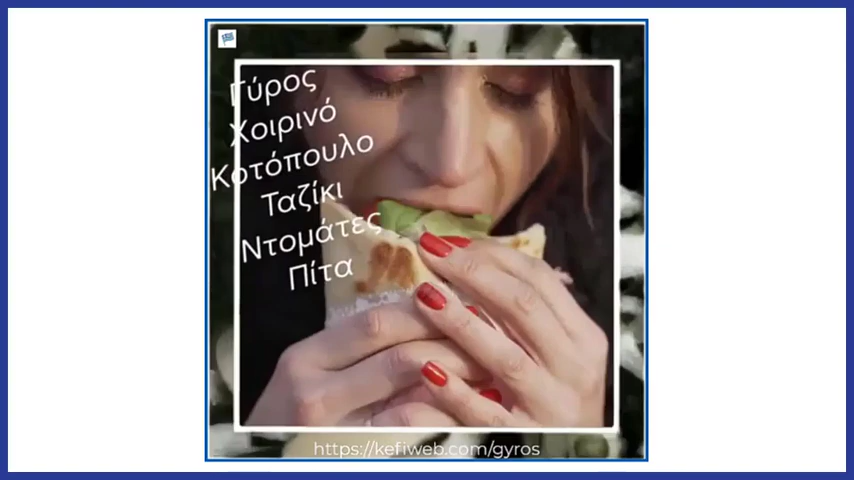 Γύρος
Χοιρινό
Κοτόπουλο
Ταζίκι
Ντομάτες
Πίτα
https://kefiweb.com/gyros